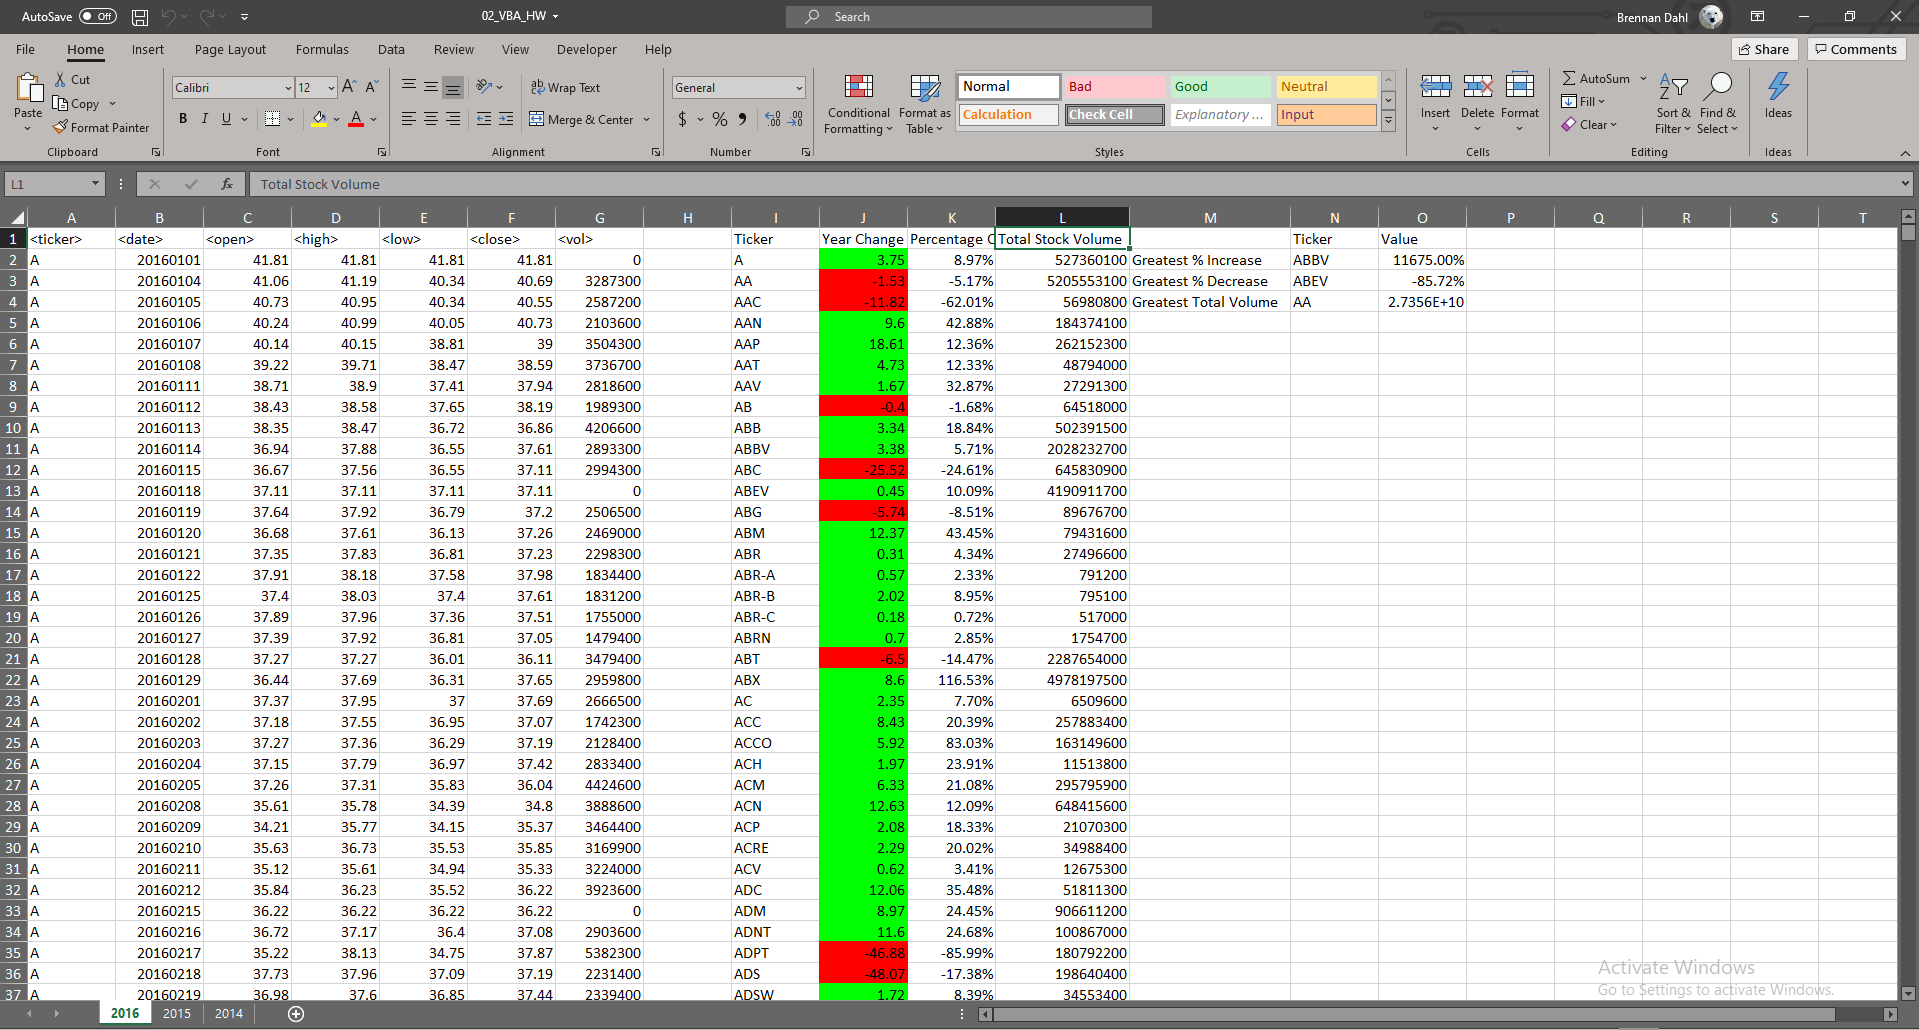 AutoSave Off 02_VBA_HW Search Brennan Dahl
File Home Insert Page Layout Formulas Data Review View Developer Help Share Comments
Paste Cut Copy Format Painter Clipboard
Calibri 12 A A B I U A Font
ab Wrap Text Merge & Center Alignment
General $ % Number
Conditional Formatting Format as Table Normal Bad Good Neutral
Calculation Check Cell Explanatory ... Input Styles
Insert Delete Format Cells
AutoSum Fill Clear Sort & Filter Find & Select Editing
Ideas Ideas
L1 fx Total Stock Volume
A B C D E F G H I J K L M N O P Q R S T
1 <ticker> <date> <open> <high> <low> <close> <vol> Ticker Year Change Percentage C Total Stock Volume Ticker Value
2 A 20160101 41.81 41.81 41.81 41.81 0 A 3.75 8.97% 527360100 Greatest % Increase ABBV 11675.00%
3 A 20160104 41.06 41.19 40.34 40.69 3287300 AA -1.53 -5.17% 5205553100 Greatest % Decrease ABEV -85.72%
4 A 20160105 40.73 40.95 40.34 40.55 2587200 AAC -11.82 -62.01% 56980800 Greatest Total Volume AA 2.7356E+10
5 A 20160106 40.24 40.99 40.05 40.73 2103600 AAN 9.6 42.88% 184374100
6 A 20160107 40.14 40.15 38.81 39 3504300 AAP 18.61 12.36% 262152300
7 A 20160108 39.22 39.71 38.47 38.59 3736700 AAT 4.73 12.33% 48794000
8 A 20160111 38.71 38.9 37.41 37.94 2818600 AAV 1.67 32.87% 27291300
9 A 20160112 38.43 38.58 37.65 38.19 1989300 AB -0.4 -1.68% 64518000
10 A 20160113 38.35 38.47 36.72 36.86 4206600 ABB 3.34 18.84% 502391500
11 A 20160114 36.94 37.88 36.55 37.61 2893300 ABBV 3.38 5.71% 2028232700
12 A 20160115 36.67 37.56 36.55 37.11 2994300 ABC -25.52 -24.61% 645830900
13 A 20160118 37.11 37.11 37.11 37.11 0 ABEV 0.45 10.09% 4190911700
14 A 20160119 37.64 37.92 36.79 37.2 2506500 ABG -5.74 -8.51% 89676700
15 A 20160120 36.68 37.61 36.13 37.26 2469000 ABM 12.37 43.45% 79431600
16 A 20160121 37.35 37.83 36.81 37.23 2298300 ABR 0.31 4.34% 27496600
17 A 20160122 37.91 38.18 37.58 37.98 1834400 ABR-A 0.57 2.33% 791200
18 A 20160125 37.4 38.03 37.4 37.61 1831200 ABR-B 2.02 8.95% 795100
19 A 20160126 37.89 37.96 37.36 37.51 1755000 ABR-C 0.18 0.72% 517000
20 A 20160127 37.39 37.92 36.81 37.05 1479400 ABRN 0.7 2.85% 1754700
21 A 20160128 37.27 37.27 36.01 36.11 3479400 ABT -6.5 -14.47% 2287654000
22 A 20160129 36.44 37.69 36.31 37.65 2959800 ABX 8.6 116.53% 4978197500
23 A 20160201 37.37 37.95 37 37.69 2666500 AC 2.35 7.70% 6509600
24 A 20160202 37.18 37.55 36.95 37.07 1742300 ACC 8.43 20.39% 257883400
25 A 20160203 37.27 37.36 36.29 37.19 2128400 ACCO 5.92 83.03% 163149600
26 A 20160204 37.15 37.79 36.97 37.42 2833400 ACH 1.97 23.91% 11513800
27 A 20160205 37.26 37.31 35.83 36.04 4424600 ACM 6.33 21.08% 295795900
28 A 20160208 35.61 35.78 34.39 34.8 3888600 ACN 12.63 12.09% 648415600
29 A 20160209 34.21 35.77 34.15 35.37 3464400 ACP 2.08 18.33% 21070300
30 A 20160210 35.63 36.73 35.53 35.85 3169900 ACRE 2.29 20.02% 34988400
31 A 20160211 35.12 35.61 34.94 35.33 3224000 ACV 0.62 3.41% 12675300
32 A 20160212 35.84 36.23 35.52 36.22 3923600 ADC 12.06 35.48% 51811300
33 A 20160215 36.22 36.22 36.22 36.22 0 ADM 8.97 24.45% 906611200
34 A 20160216 36.72 37.17 36.4 37.08 2903600 ADNT 11.6 24.68% 100867000
35 A 20160217 35.22 38.13 34.75 37.87 5382300 ADPT -46.88 -85.99% 180792200
36 A 20160218 37.73 37.96 37.09 37.19 2231400 ADS -48.07 -17.38% 198640400
37 A 20160219 36.98 37.6 36.85 37.44 2339400 ADSW 1.72 8.39% 34553400
Activate Windows
Go to Settings to activate Windows.
2016 2015 2014